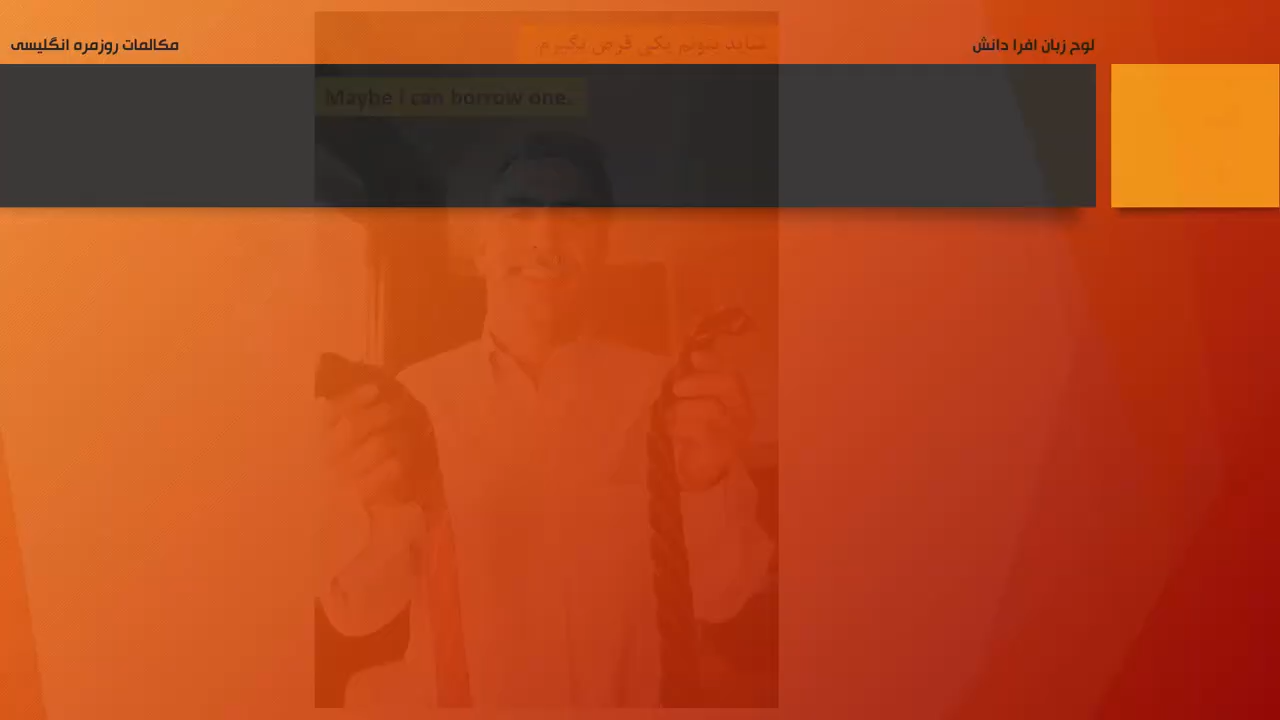 لوح زبان افرا دانش
مکالمات روزمره انگلیسی
شاید بتونم یکی قرض بگیرم.
Maybe I can borrow one.